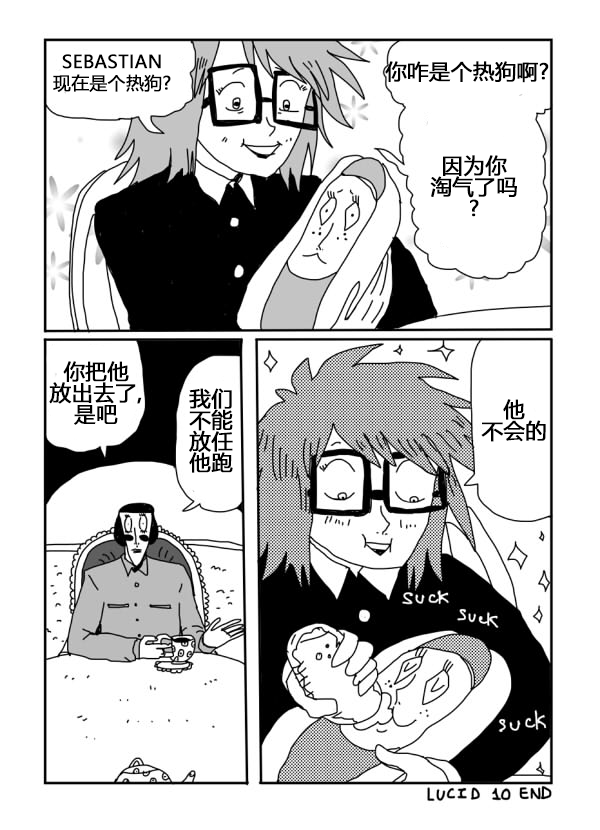 SEBASTIAN
现在是个热狗?
你咋是个热狗啊?
因为你
淘气了吗
?
你把他
放出去了,
是吧
我们
不能
放任
他跑
他
不会的
SUCK
SUCK
SUCK
LUCID 10 END